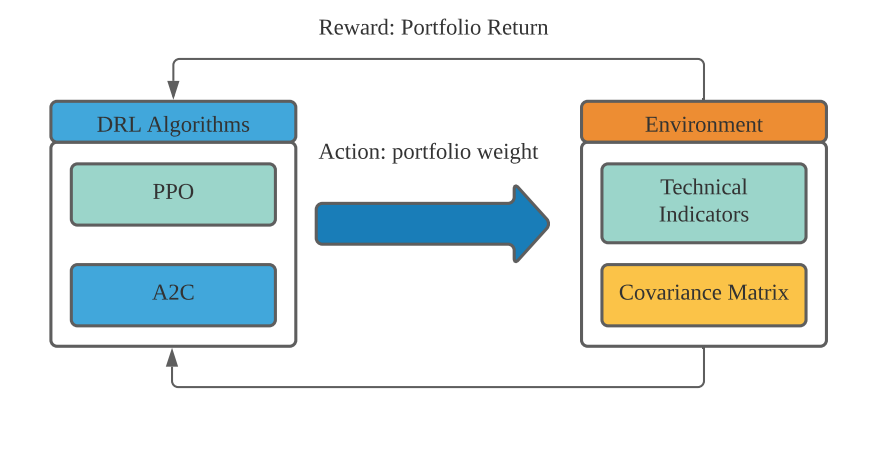 Reward: Portfolio Return
DRL Algorithms
Environment
Action: portfolio weight
PPO
Technical
Indicators
A2C
Covariance Matrix